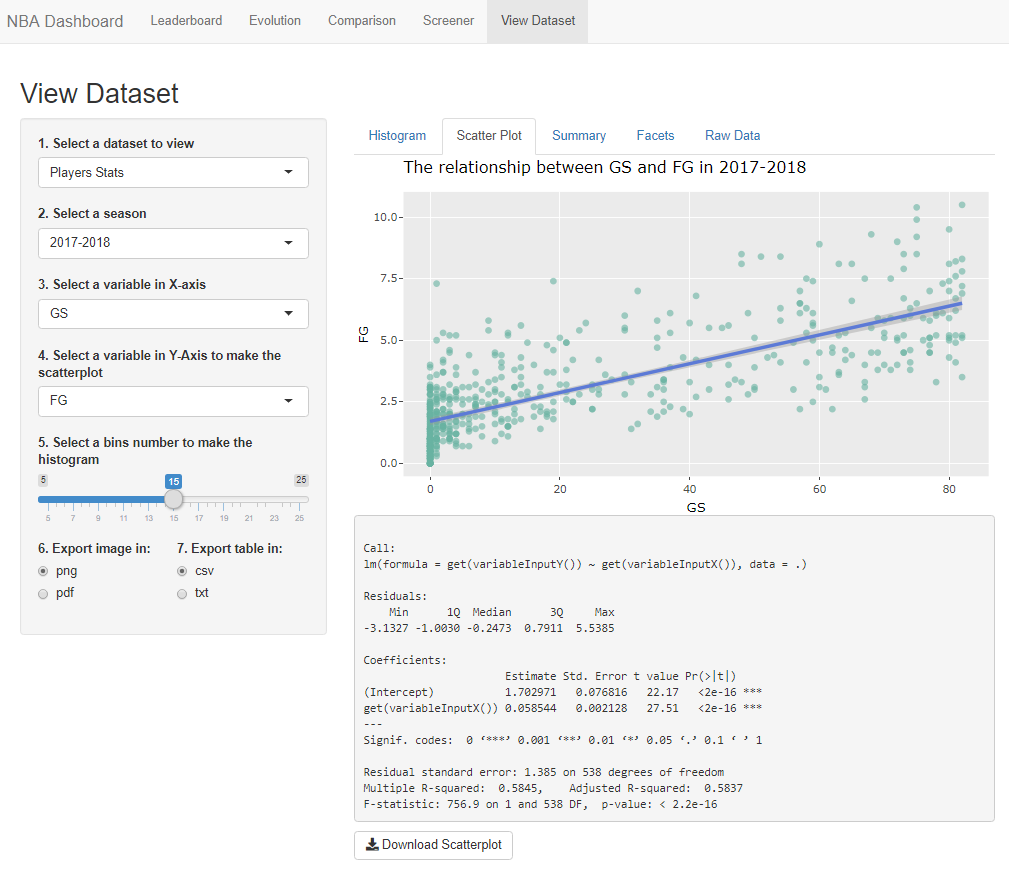 NBA Dashboard Leaderboard Evolution Comparison Screener View Dataset
View Dataset
1. Select a dataset to view
Players Stats
2. Select a season
2017-2018
3. Select a variable in X-axis
GS
4. Select a variable in Y-Axis to make the
scatterplot
FG
5. Select a bins number to make the
histogram
5 15 25
5 7 9 11 13 15 17 19 21 23 25
6. Export image in: 7. Export table in:
png csv
pdf txt
Histogram Scatter Plot Summary Facets Raw Data
The relationship between GS and FG in 2017-2018
10.0
7.5
5.0
2.5
0.0
FG
0 20 40 60 80
GS
Call:
lm(formula = get(variableInputY()) ~ get(variableInputX()), data = .)
Residuals:
Min 1Q Median 3Q Max
-3.1327 -1.0030 -0.2473 0.7911 5.5385
Coefficients:
Estimate Std. Error t value Pr(>|t|)
(Intercept) 1.702971 0.076816 22.17 <2e-16 ***
get(variableInputX()) 0.058544 0.002128 27.51 <2e-16 ***
---
Signif. codes: 0 ‘***’ 0.001 ‘**’ 0.01 ‘*’ 0.05 ‘.’ 0.1 ‘ ’ 1
Residual standard error: 1.385 on 538 degrees of freedom
Multiple R-squared: 0.5845, Adjusted R-squared: 0.5837
F-statistic: 756.9 on 1 and 538 DF, p-value: < 2.2e-16
Download Scatterplot